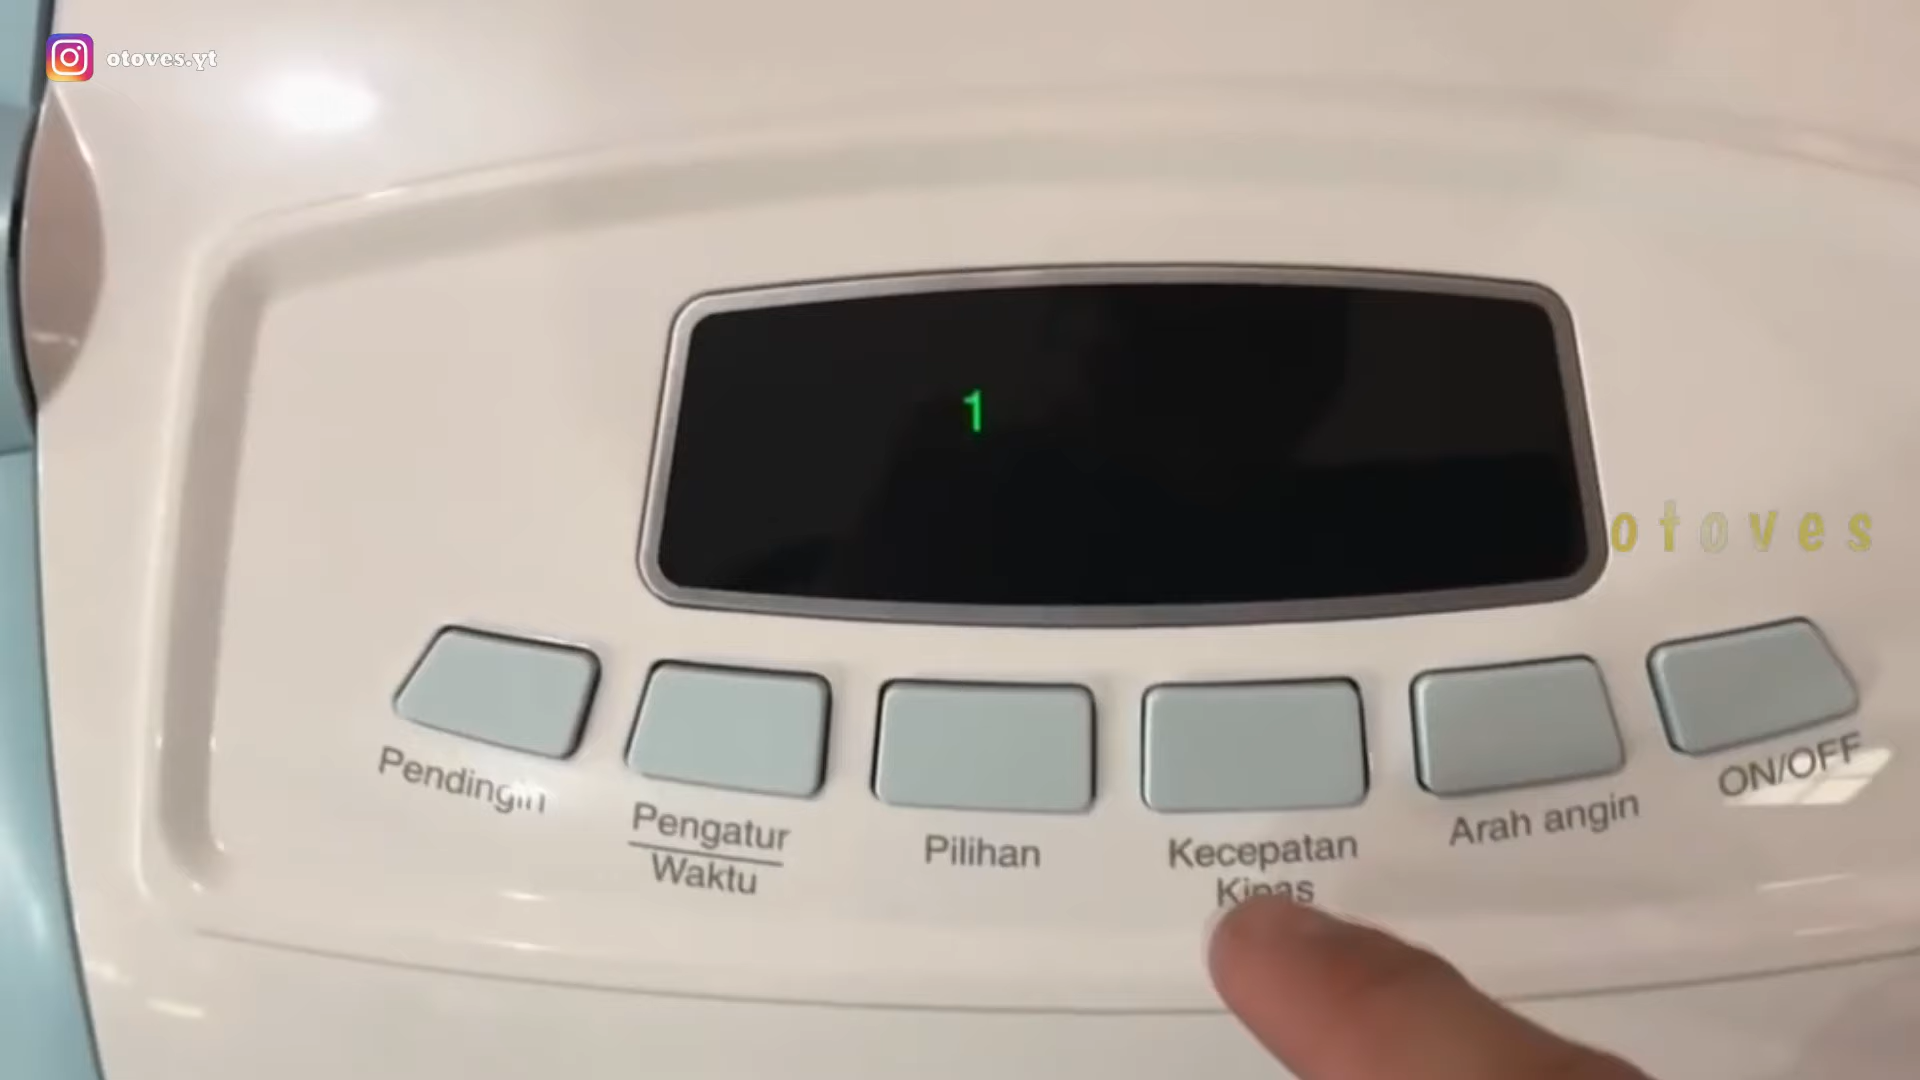 otoves.yt
1
otoves
Pendingin
Pengatur
Waktu
Pilihan
Kecepatan
Kipas
Arah angin
ON/OFF